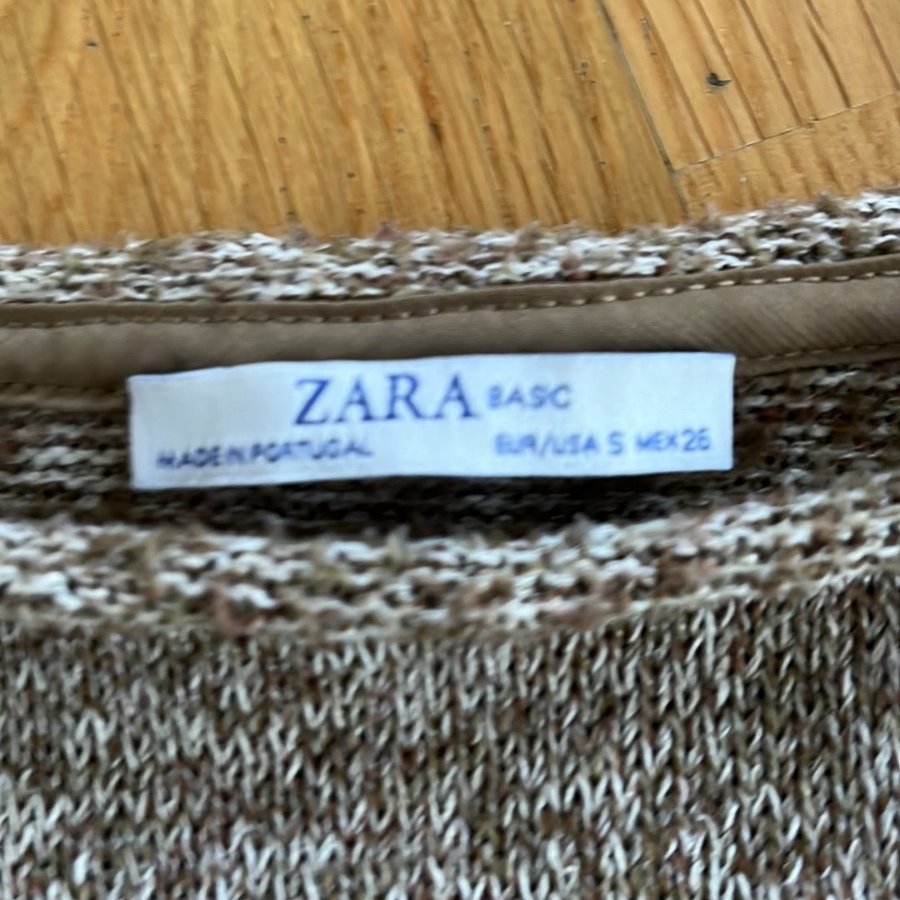 ZARA BASIC
MADE IN PORTUGAL EUR/USA S MEX 26